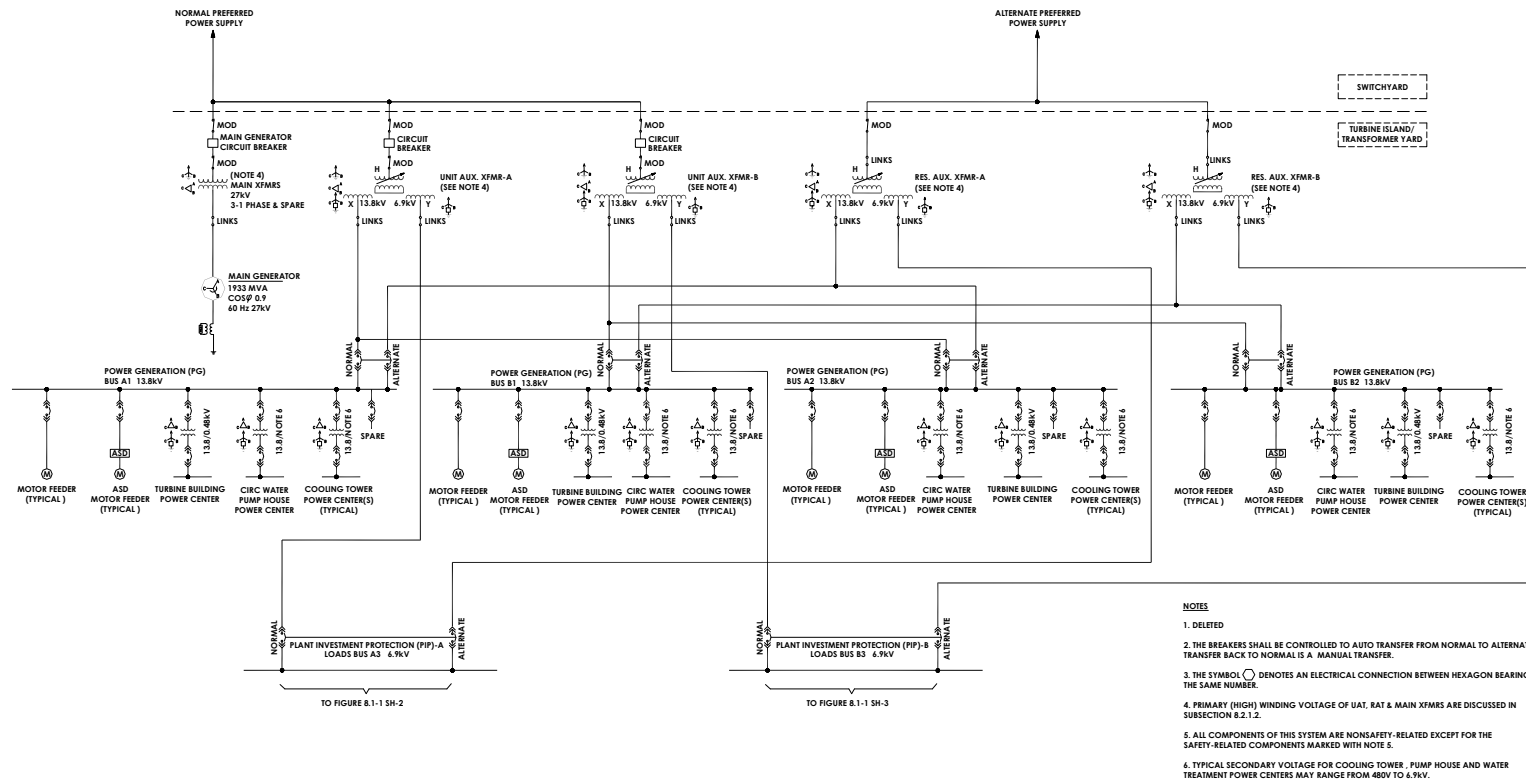 NORMAL PREFERRED
POWER SUPPLY
ALTERNATE PREFERRED
POWER SUPPLY
SWITCHYARD
TURBINE ISLAND/
TRANSFORMER YARD
MOD
MAIN GENERATOR
CIRCUIT BREAKER
MOD
(NOTE 4)
MAIN XFMRS
27kV
3-1 PHASE & SPARE
LINKS
MOD
CIRCUIT
BREAKER
MOD
H
UNIT AUX. XFMR-A
(SEE NOTE 4)
X 13.8kV 6.9kV Y
LINKS
LINKS
MOD
CIRCUIT
BREAKER
H
UNIT AUX. XFMR-B
(SEE NOTE 4)
X 13.8kV 6.9kV Y
LINKS
LINKS
MOD
LINKS
H
RES. AUX. XFMR-A
(SEE NOTE 4)
X 13.8kV 6.9kV Y
LINKS
LINKS
MOD
LINKS
H
RES. AUX. XFMR-B
(SEE NOTE 4)
X 13.8kV 6.9kV Y
LINKS
LINKS
MAIN GENERATOR
1933 MVA
COSφ 0.9
60 Hz 27kV
NORMAL
ALTERNATE
NORMAL
ALTERNATE
NORMAL
ALTERNATE
NORMAL
ALTERNATE
POWER GENERATION (PG)
BUS A1 13.8kV
POWER GENERATION (PG)
BUS B1 13.8kV
POWER GENERATION (PG)
BUS A2 13.8kV
POWER GENERATION (PG)
BUS B2 13.8kV
ASD
13.8/0.48kV
13.8/NOTE 6
13.8/NOTE 6
SPARE
M
M
MOTOR FEEDER
(TYPICAL )
ASD
MOTOR FEEDER
(TYPICAL )
TURBINE BUILDING
POWER CENTER
CIRC WATER
PUMP HOUSE
POWER CENTER
COOLING TOWER
POWER CENTER(S)
(TYPICAL)
ASD
13.8/0.48kV
13.8/NOTE 6
13.8/NOTE 6
SPARE
M
M
MOTOR FEEDER
(TYPICAL )
ASD
MOTOR FEEDER
(TYPICAL )
TURBINE BUILDING
POWER CENTER
CIRC WATER
PUMP HOUSE
POWER CENTER
COOLING TOWER
POWER CENTER(S)
(TYPICAL)
ASD
13.8/NOTE 6
13.8/0.48kV
SPARE
13.8/NOTE 6
M
M
MOTOR FEEDER
(TYPICAL )
ASD
MOTOR FEEDER
(TYPICAL )
CIRC WATER
PUMP HOUSE
POWER CENTER
TURBINE BUILDING
POWER CENTER
COOLING TOWER
POWER CENTER(S)
(TYPICAL)
ASD
13.8/NOTE 6
13.8/0.48kV
SPARE
13.8/NOTE 6
M
M
MOTOR FEEDER
(TYPICAL )
ASD
MOTOR FEEDER
(TYPICAL )
CIRC WATER
PUMP HOUSE
POWER CENTER
TURBINE BUILDING
POWER CENTER
COOLING TOWER
POWER CENTER(S)
(TYPICAL)
NORMAL
PLANT INVESTMENT PROTECTION (PIP)-A
LOADS BUS A3 6.9kV
ALTERNATE
TO FIGURE 8.1-1 SH-2
NORMAL
PLANT INVESTMENT PROTECTION (PIP)-B
LOADS BUS B3 6.9kV
ALTERNATE
TO FIGURE 8.1-1 SH-3
NOTES
1. DELETED
2. THE BREAKERS SHALL BE CONTROLLED TO AUTO TRANSFER FROM NORMAL TO ALTERNAT
TRANSFER BACK TO NORMAL IS A MANUAL TRANSFER.
3. THE SYMBOL DENOTES AN ELECTRICAL CONNECTION BETWEEN HEXAGON BEARING
THE SAME NUMBER.
4. PRIMARY (HIGH) WINDING VOLTAGE OF UAT, RAT & MAIN XFMRS ARE DISCUSSED IN
SUBSECTION 8.2.1.2.
5. ALL COMPONENTS OF THIS SYSTEM ARE NONSAFETY-RELATED EXCEPT FOR THE
SAFETY-RELATED COMPONENTS MARKED WITH NOTE 5.
6. TYPICAL SECONDARY VOLTAGE FOR COOLING TOWER , PUMP HOUSE AND WATER
TREATMENT POWER CENTERS MAY RANGE FROM 480V TO 6.9kV.